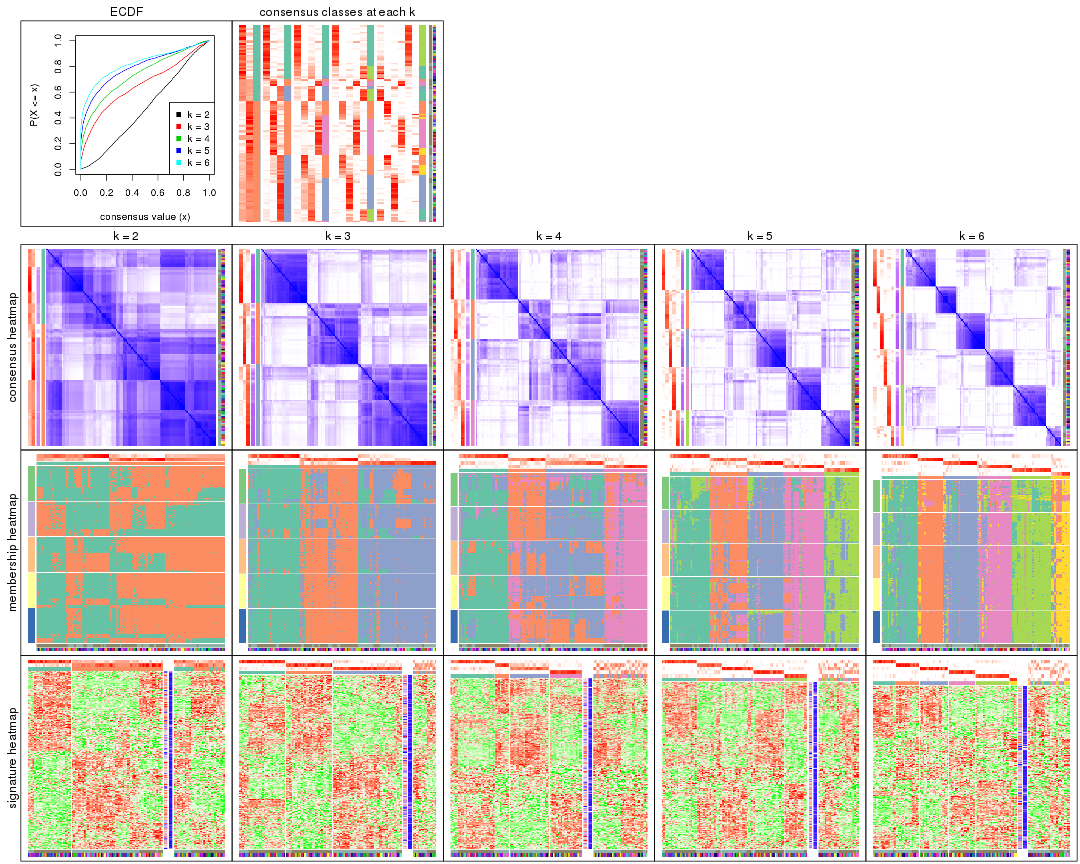 ECDF
consensus classes at each k
P(X <= x)
0.0 0.2 0.4 0.6 0.8 1.0
k = 2
k = 3
k = 4
k = 5
k = 6
0.0 0.2 0.4 0.6 0.8 1.0
consensus value (x)
k = 2
k = 3
k = 4
k = 5
k = 6
consensus heatmap
membership heatmap
signature heatmap